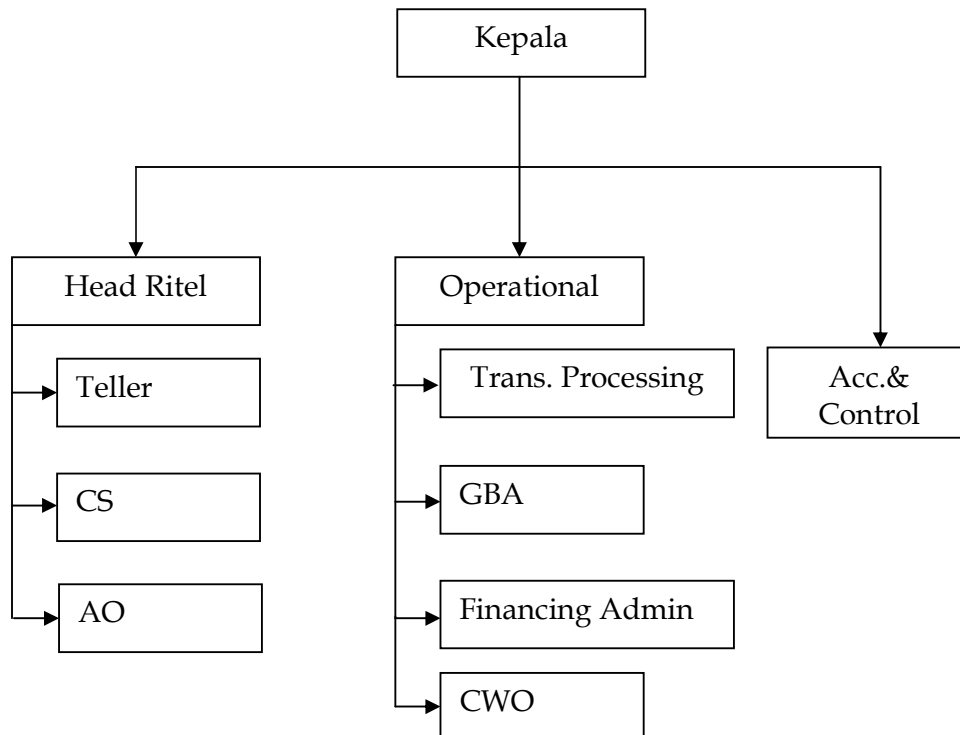 Kepala
Head Ritel
Operational
Teller
Trans. Processing
Acc.&
Control
CS
GBA
AO
Financing Admin
CWO